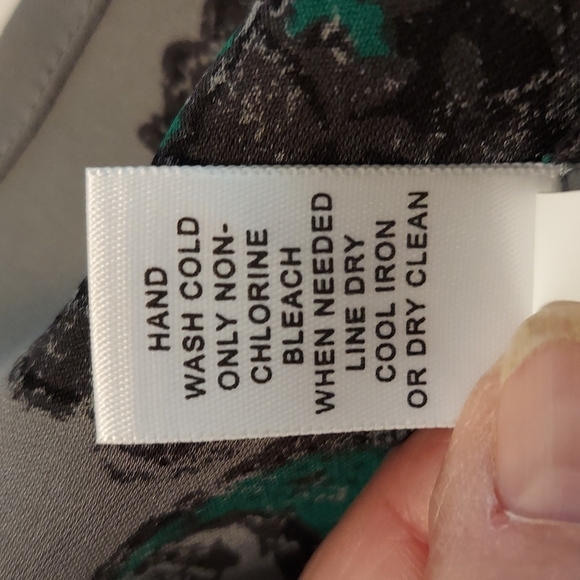 HAND
WASH COLD
ONLY NON-
CHLORINE
BLEACH
WHEN NEEDED
LINE DRY
COOL IRON
OR DRY CLEAN